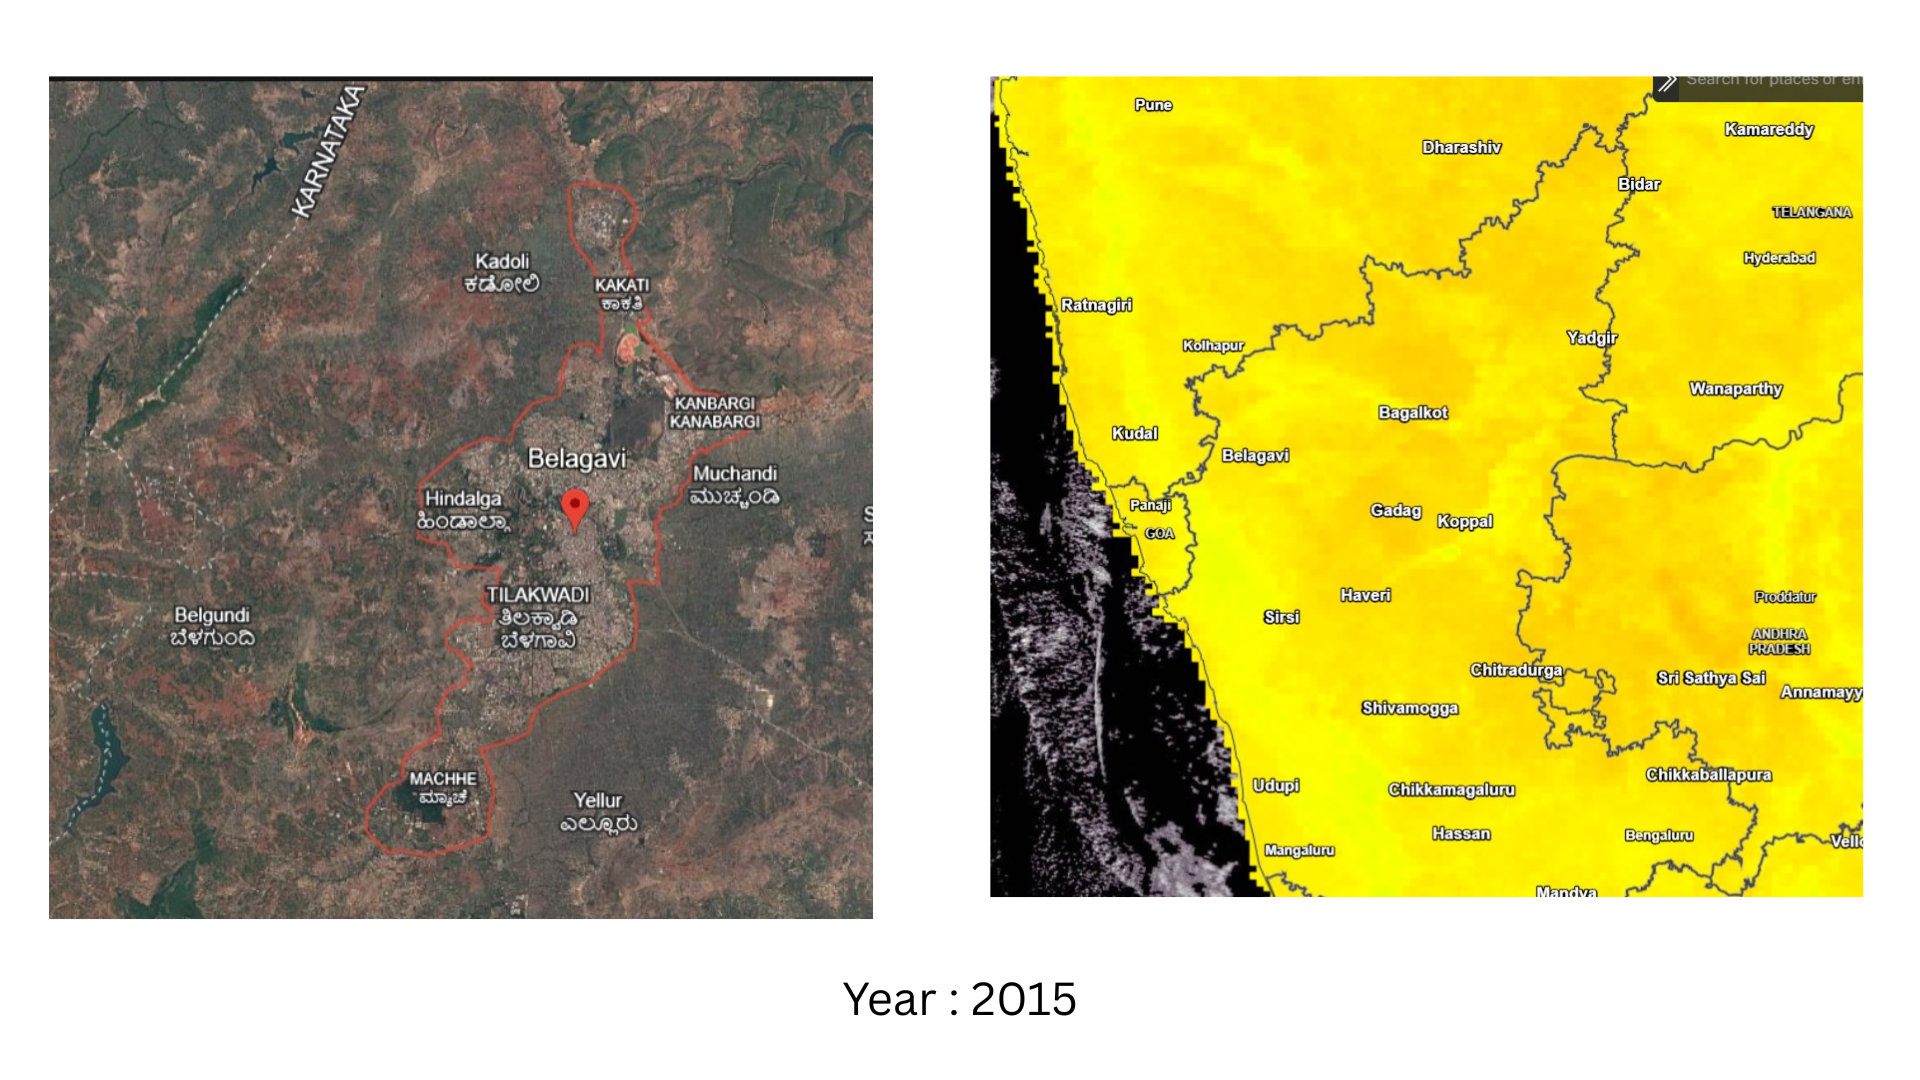 KARNATAKA
Kadoli
ಕಡೋಲಿ
KAKATI
ಕಾಕತಿ
KANBARGI
KANABARGI
Belagavi
Muchandi
ಮುಚ್ಚಂಡಿ
Hindalga
ಹಿಂಡಾಲ್ಗಾ
TILAKWADI
ತಿಲಕ್ವಾಡಿ
ಬೆಳಗಾವಿ
Belgundi
ಬೆಳಗುಂದಿ
MACHHE
ಮ್ಯಾಚೆ
Yellur
ಎಲ್ಲೂರು
Search for places or en
Pune
Kamareddy
Dharashiv
Bidar
TELANGANA
Hyderabad
Ratnagiri
Kolhapur
Yadgir
Wanaparthy
Bagalkot
Kudal
Belagavi
Panaji
GOA
Gadag
Koppal
Haveri
Proddatur
Sirsi
ANDHRA
PRADESH
Chitradurga
Sri Sathya Sai
Annamayy
Shivamogga
Chikkaballapura
Udupi
Chikkamagaluru
Hassan
Bengaluru
Vello
Mangaluru
Mandya
Year : 2015